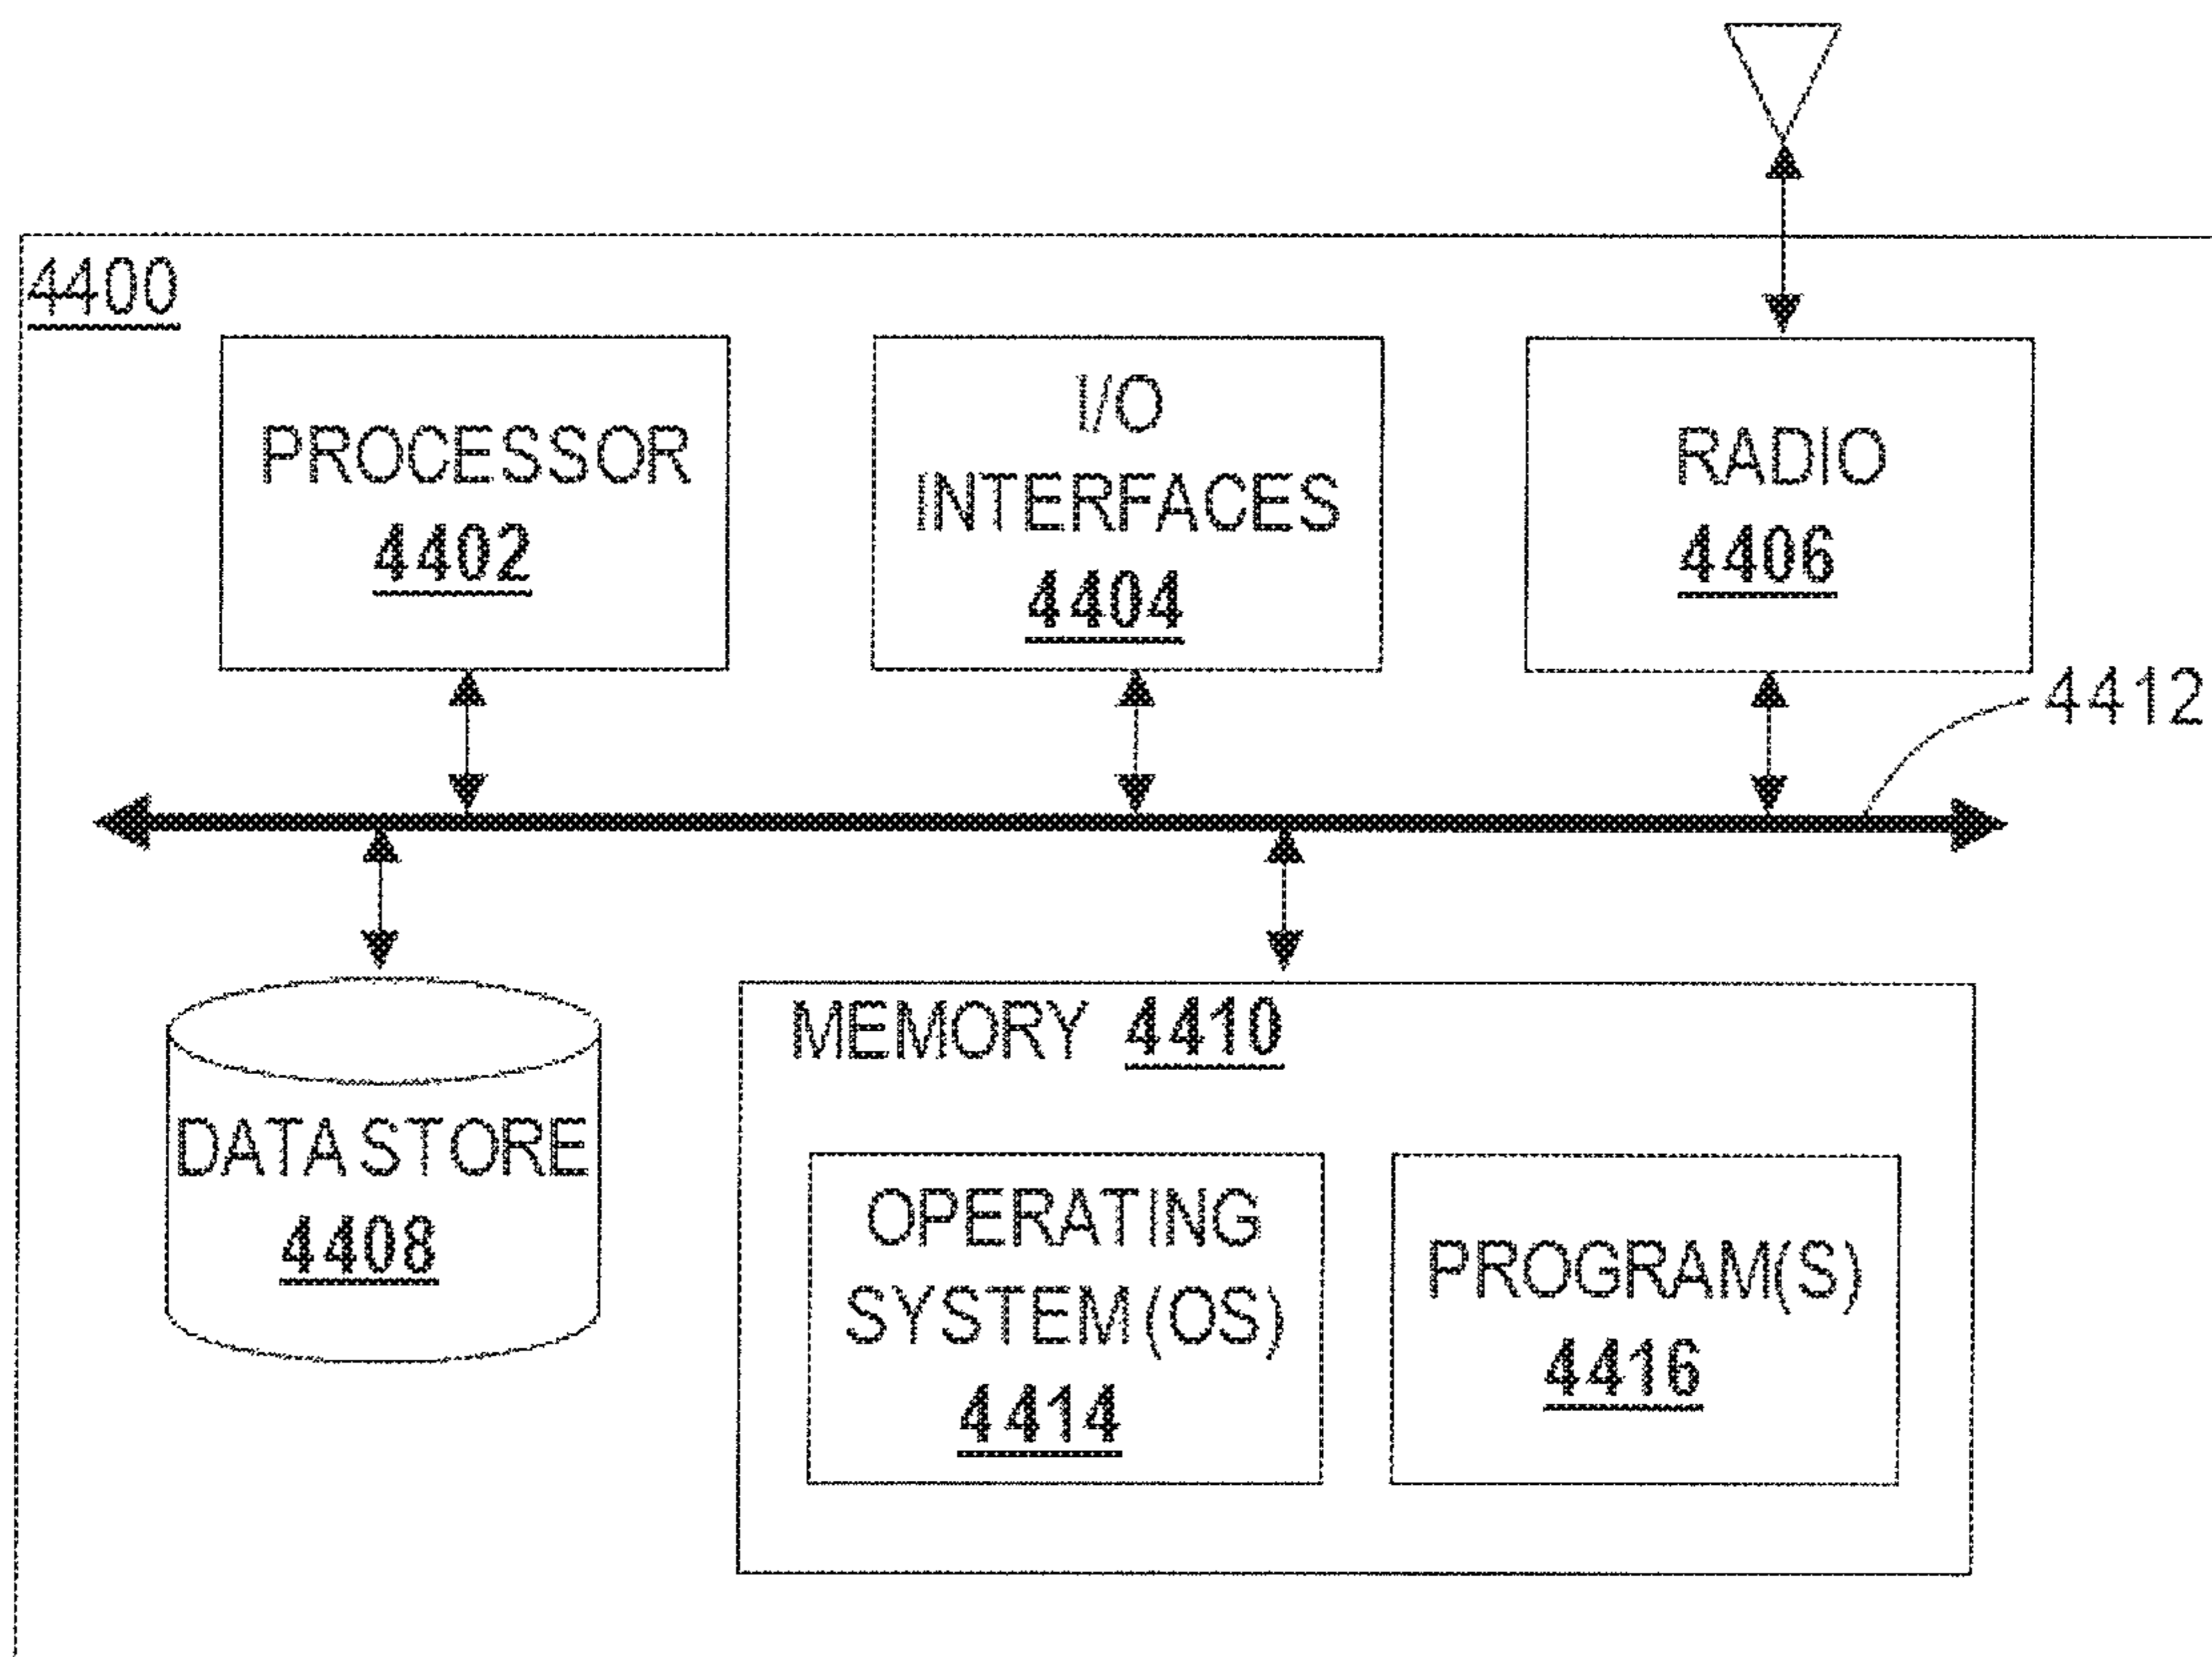 4400
PROCESSOR
4402
I/O
INTERFACES
4404
RADIO
4406
4412
DATA STORE
4408
MEMORY 4410
OPERATING
SYSTEM (OS)
4414
PROGRAM(S)
4416